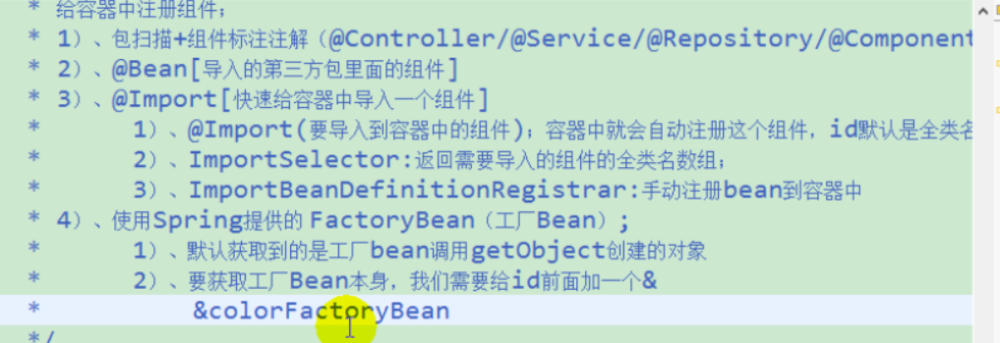 * 给容器中注册组件；
* 1）、包扫描+组件标注注解（@Controller/@Service/@Repository/@Component
* 2）、@Bean[导入的第三方包里面的组件]
* 3）、@Import[快速给容器中导入一个组件]
* 1）、@Import(要导入到容器中的组件)；容器中就会自动注册这个组件，id默认是全类名
* 2）、ImportSelector:返回需要导入的组件的全类名数组；
* 3）、ImportBeanDefinitionRegistrar:手动注册bean到容器中
* 4）、使用Spring提供的 FactoryBean（工厂Bean）;
* 1）、默认获取到的是工厂bean调用getObject创建的对象
* 2）、要获取工厂Bean本身，我们需要给id前面加一个&
* &colorFactoryBean
*/